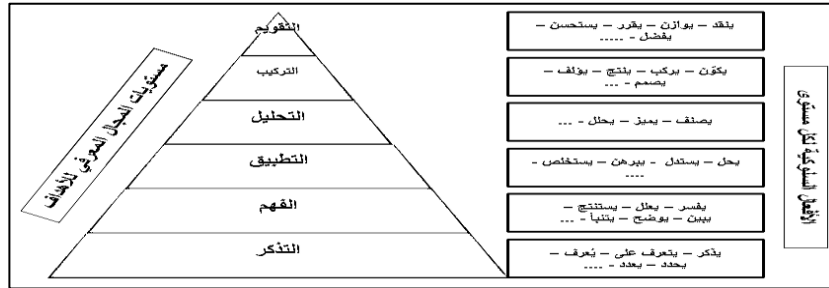 مستويات المجال المعرفي للأهداف
الأفعال السلوكية لكل مستوى
التقويم
ينقد – يوازن – يقرر – يستحسن –
يفضل - .....
التركيب
يكوّن – يركب – ينتج – يؤلف –
يصمم - ...
التحليل
يصنف – يميز – يحلل - ...
التطبيق
يحل – يستدل - يبرهن – يستخلص -
....
الفهم
يفسر – يعلل – يستنتج –
يبين – يوضح – يتنبأ - ...
التذكر
يذكر – يتعرف على – يُعرف –
يحدد – يعدد - ....